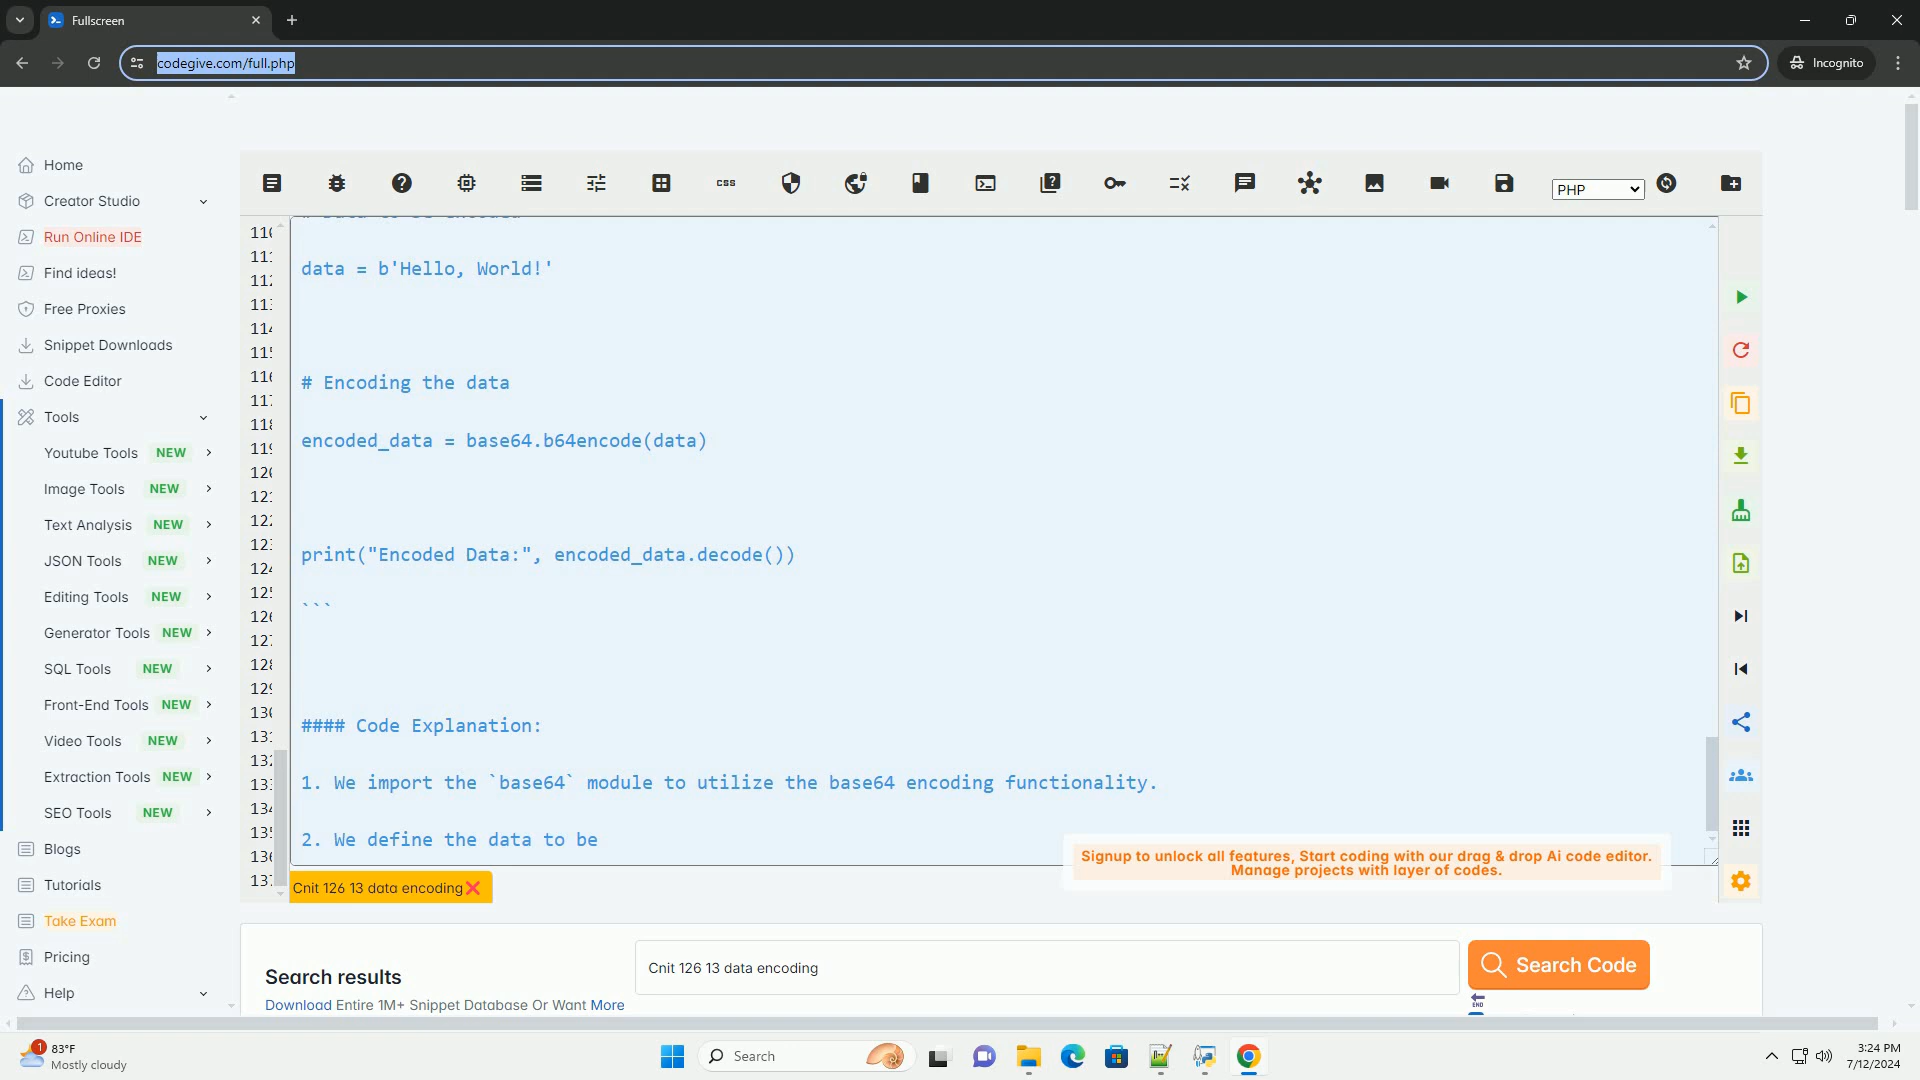 Fullscreen
codegive.com/full.php
Incognito
Home
Creator Studio
Run Online IDE
Find ideas!
Free Proxies
Snippet Downloads
Code Editor
Tools
Youtube Tools NEW
Image Tools NEW
Text Analysis NEW
JSON Tools NEW
Editing Tools NEW
Generator Tools NEW
SQL Tools NEW
Front-End Tools NEW
Video Tools NEW
Extraction Tools NEW
SEO Tools NEW
Blogs
Tutorials
Take Exam
Pricing
Help
css
PHP
data = b'Hello, World!'
# Encoding the data
encoded_data = base64.b64encode(data)
print("Encoded Data:", encoded_data.decode())
```
#### Code Explanation:
1. We import the `base64` module to utilize the base64 encoding functionality.
2. We define the data to be
Signup to unlock all features, Start coding with our drag & drop Ai code editor.
Manage projects with layer of codes.
Cnit 126 13 data encoding
Search results
Download Entire 1M+ Snippet Database Or Want More
Cnit 126 13 data encoding
Search Code
END
1
83°F
Mostly cloudy
Search
3:24 PM
7/12/2024